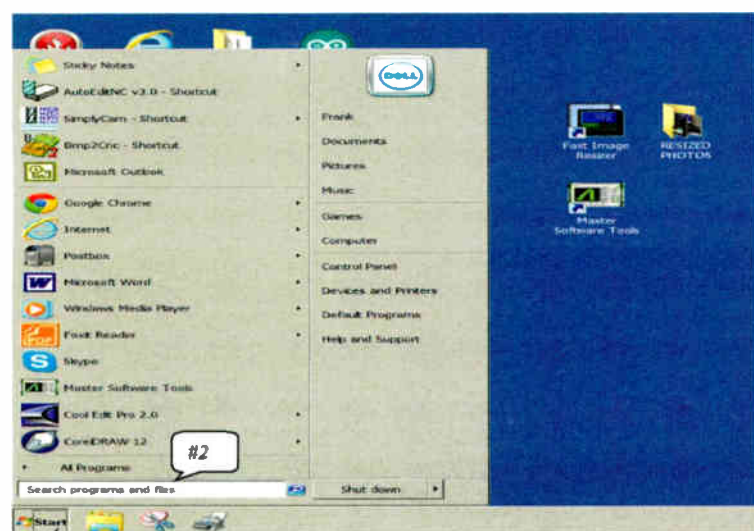 Sticky Notes
AutoEditNC v3.0 - Shortcut
SimplyCam - Shortcut
Bmp2Cnc - Shortcut
Microsoft Outlook
Google Chrome
Internet
Postbox
Microsoft Word
Windows Media Player
Foxit Reader
Skype
Master Software Tools
Cool Edit Pro 2.0
CorelDRAW 12
All Programs
#2
Search programs and files
DELL
Frank
Documents
Pictures
Music
Games
Computer
Control Panel
Devices and Printers
Default Programs
Help and Support
Shut down
Fast Image
Resizer
RESIZED
PHOTOS
Master
Software Tools
Start